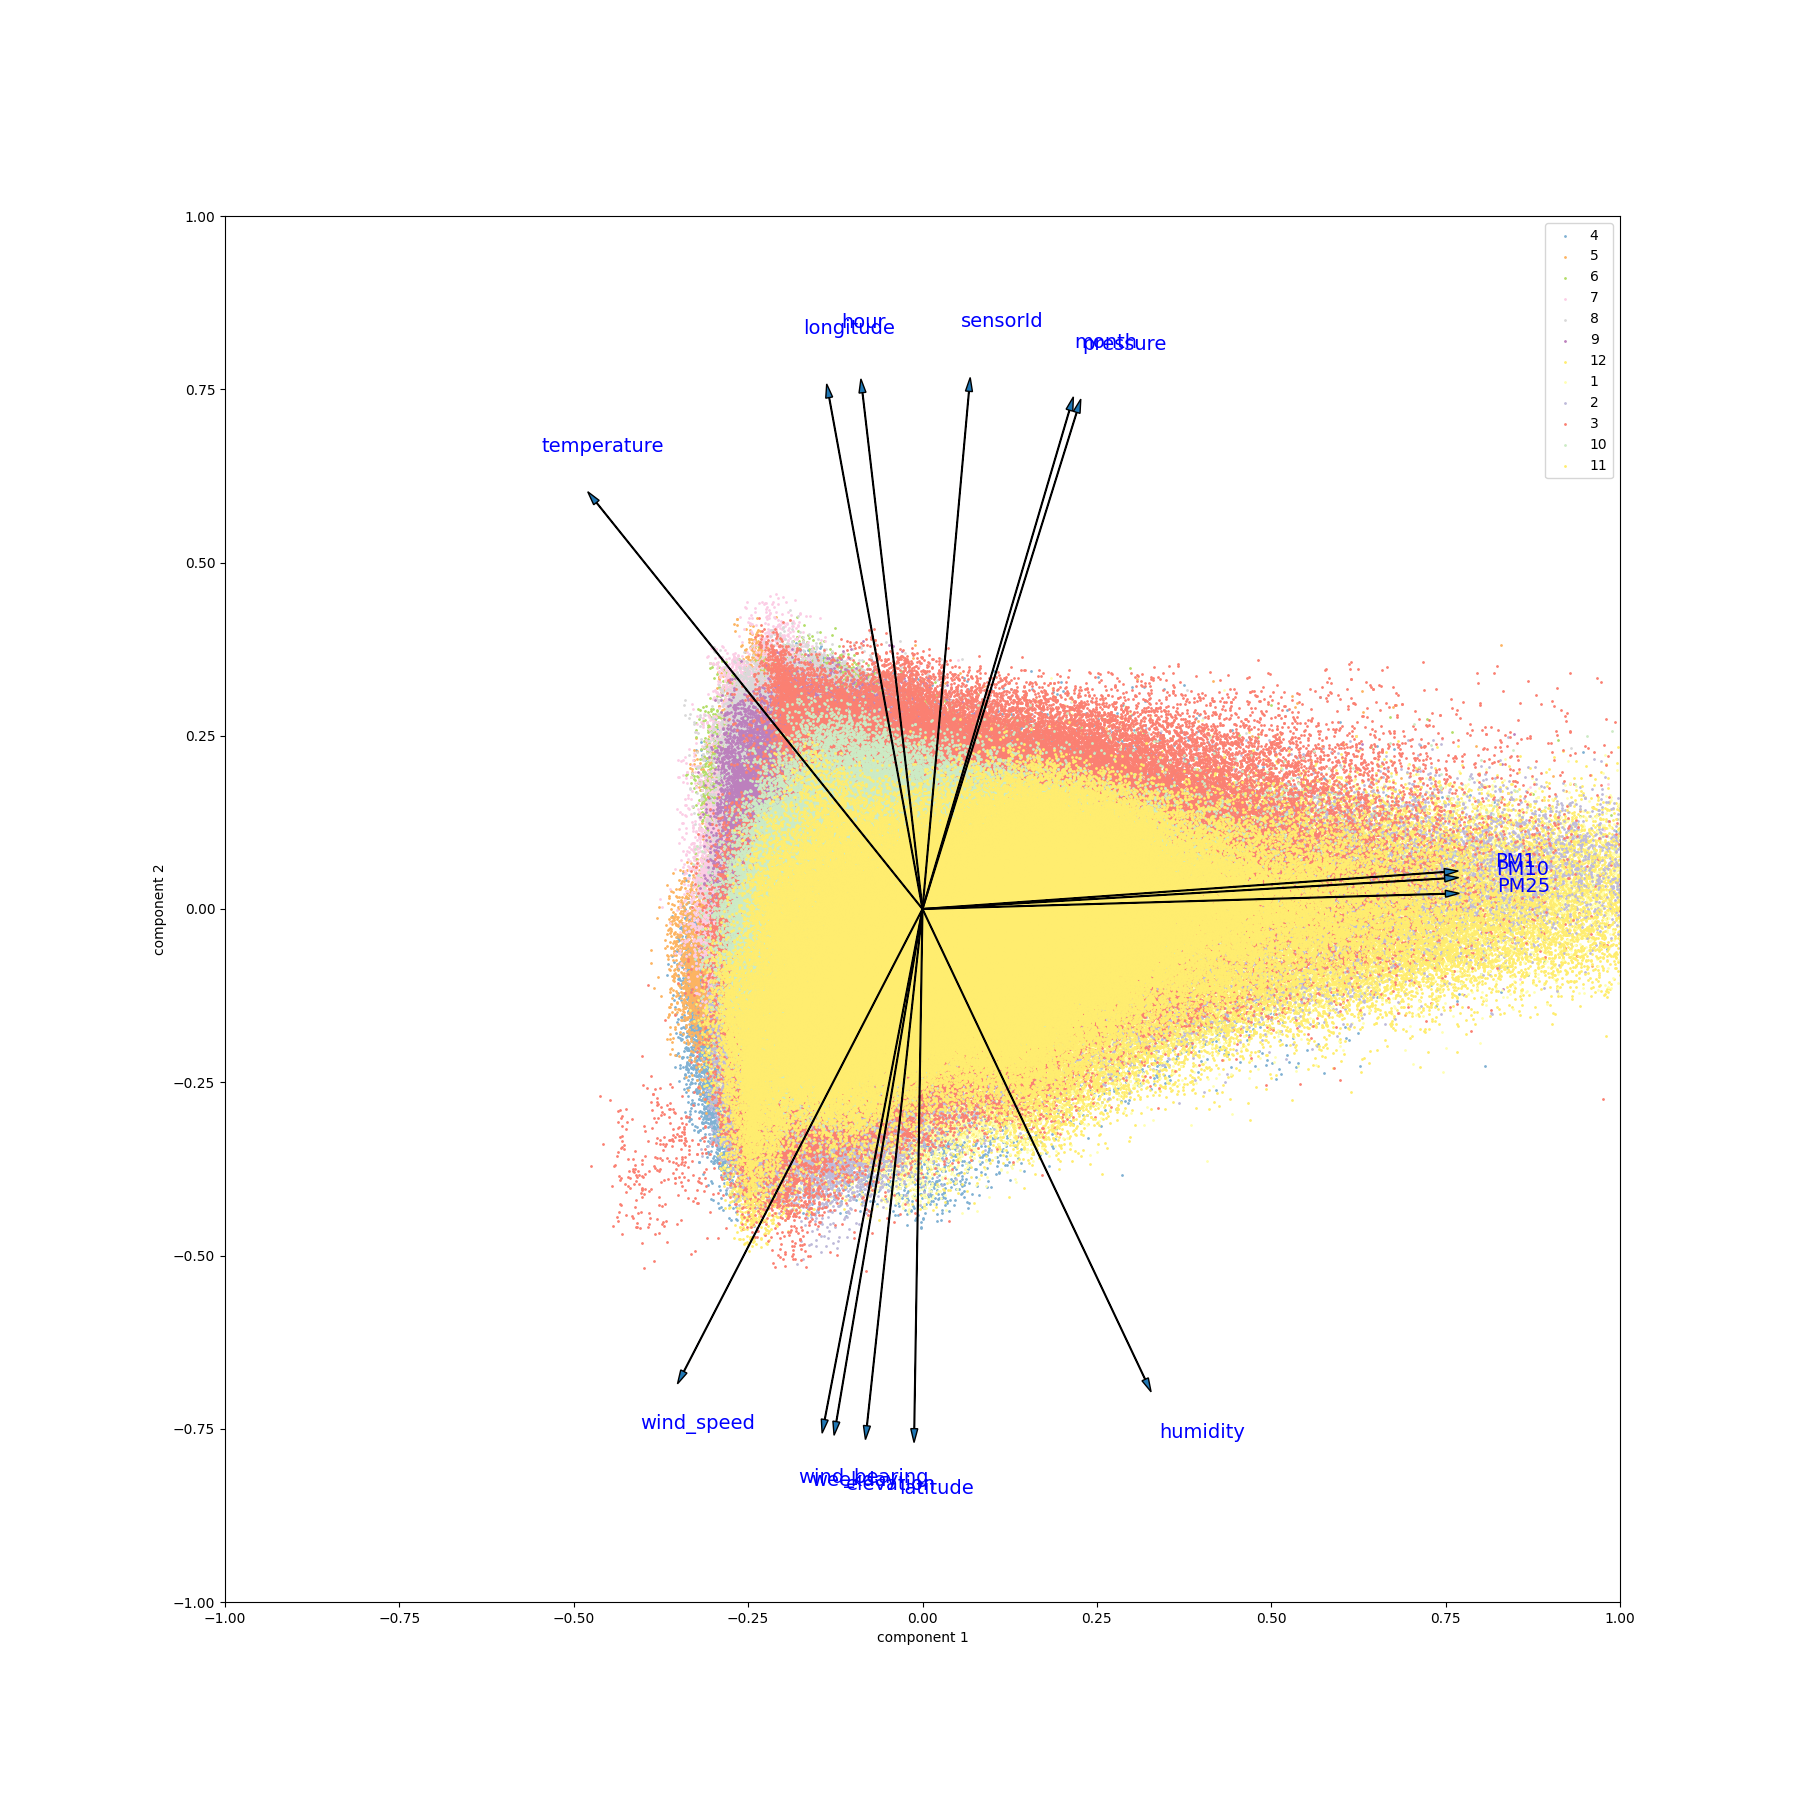 1.00
0.75
0.50
0.25
0.00
−0.25
−0.50
−0.75
−1.00
component 2
−1.00
−0.75
−0.50
−0.25
0.00
0.25
0.50
0.75
1.00
component 1
4
5
6
7
8
9
12
1
2
3
10
11
hour
longitude
sensorId
month
pressure
temperature
PM1
PM10
PM25
wind_speed
humidity
wind_bearing
weekday
elevation
latitude